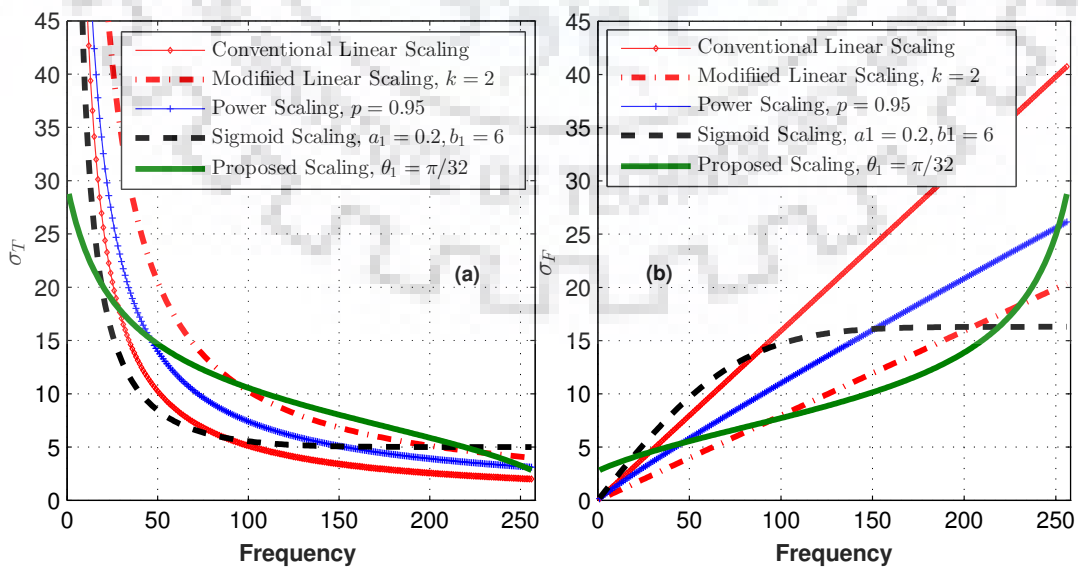 45
40
35
30
25
20
15
10
5
0
σ_T
Conventional Linear Scaling
Modifiied Linear Scaling, k = 2
Power Scaling, p = 0.95
Sigmoid Scaling, a₁ = 0.2, b₁ = 6
Proposed Scaling, θ₁ = π/32
(a)
0 50 100 150 200 250
Frequency
45
40
35
30
25
20
15
10
5
0
σ_F
Conventional Linear Scaling
Modifiied Linear Scaling, k = 2
Power Scaling, p = 0.95
Sigmoid Scaling, a1 = 0.2, b1 = 6
Proposed Scaling, θ₁ = π/32
(b)
0 50 100 150 200 250
Frequency